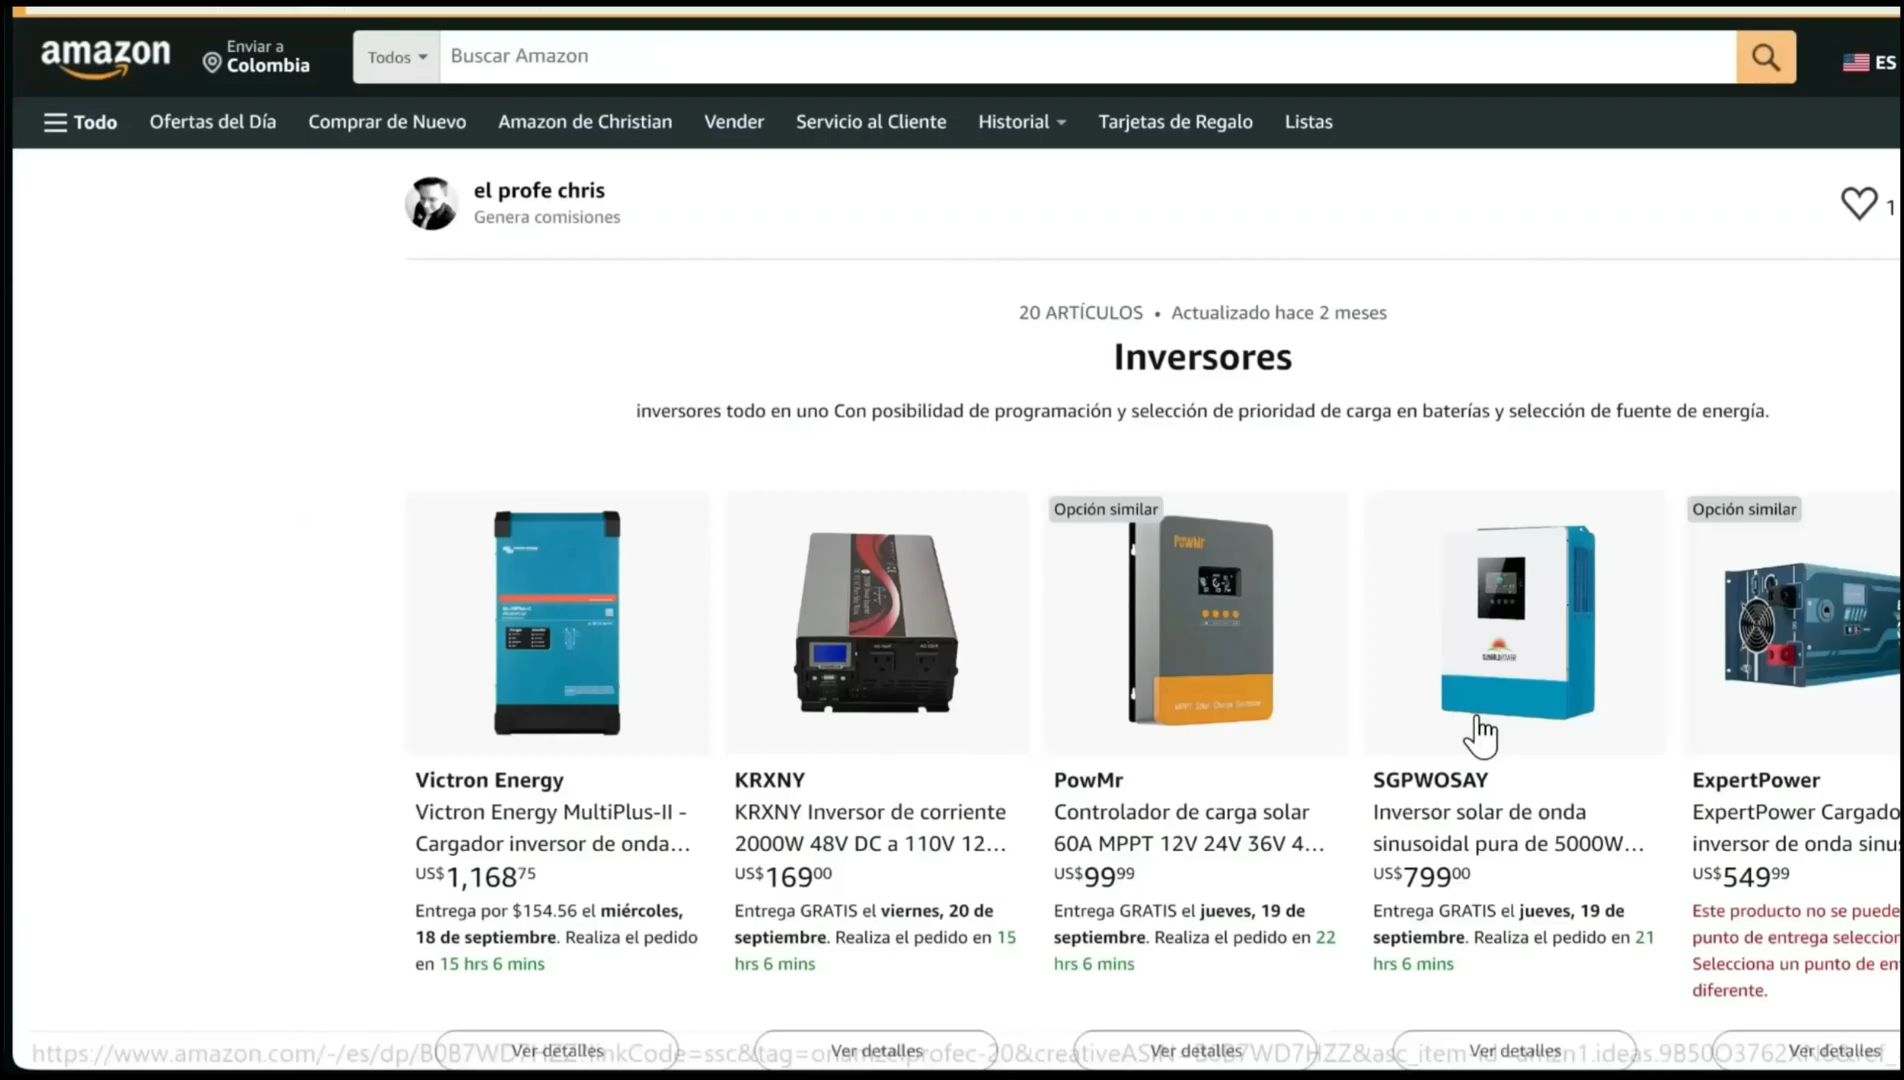 amazon
Enviar a
Colombia
Todos
Buscar Amazon
ES
Todo
Ofertas del Día
Comprar de Nuevo
Amazon de Christian
Vender
Servicio al Cliente
Historial
Tarjetas de Regalo
Listas
el profe chris
Genera comisiones
1
20 ARTÍCULOS • Actualizado hace 2 meses
Inversores
inversores todo en uno Con posibilidad de programación y selección de prioridad de carga en baterías y selección de fuente de energía.
Opción similar
PowMr
Opción similar
Victron Energy
Victron Energy MultiPlus-II -
Cargador inversor de onda...
US$1,16875
Entrega por $154.56 el miércoles,
18 de septiembre. Realiza el pedido
en 15 hrs 6 mins
Ver detalles
KRXNY
KRXNY Inversor de corriente
2000W 48V DC a 110V 12...
US$16900
Entrega GRATIS el viernes, 20 de
septiembre. Realiza el pedido en 15
hrs 6 mins
Ver detalles
PowMr
Controlador de carga solar
60A MPPT 12V 24V 36V 4...
US$9999
Entrega GRATIS el jueves, 19 de
septiembre. Realiza el pedido en 22
hrs 6 mins
Ver detalles
SGPWOSAY
Inversor solar de onda
sinusoidal pura de 5000W...
US$79900
Entrega GRATIS el jueves, 19 de
septiembre. Realiza el pedido en 21
hrs 6 mins
Ver detalles
ExpertPower
ExpertPower Cargado
inversor de onda sinu
US$54999
Este producto no se puede
punto de entrega seleccion
Selecciona un punto de en
diferente.
Ver detalles